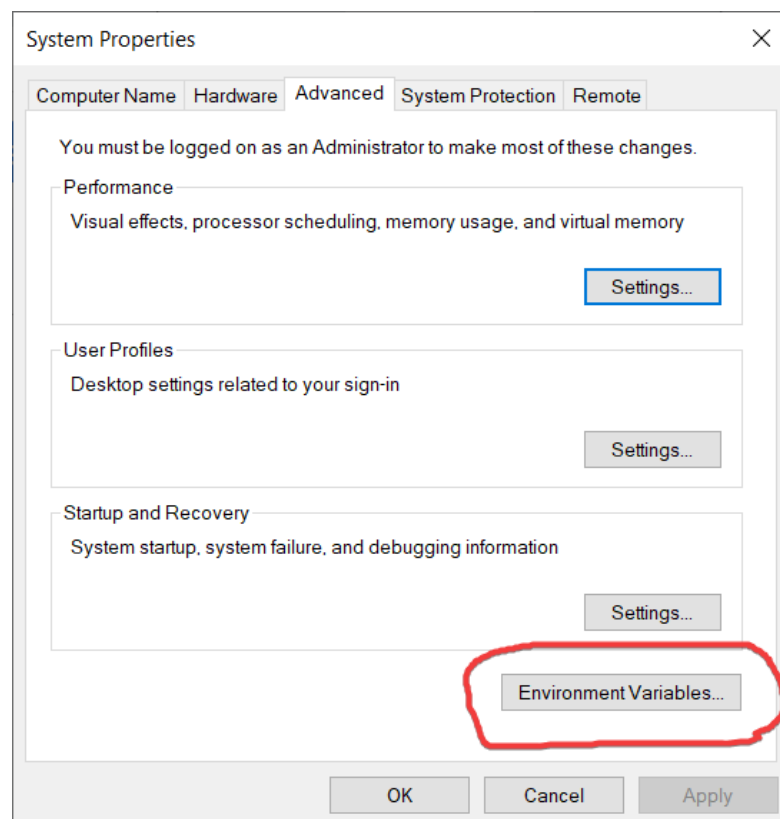 System Properties
Computer Name Hardware Advanced System Protection Remote
You must be logged on as an Administrator to make most of these changes.
Performance
Visual effects, processor scheduling, memory usage, and virtual memory
Settings...
User Profiles
Desktop settings related to your sign-in
Settings...
Startup and Recovery
System startup, system failure, and debugging information
Settings...
Environment Variables...
OK Cancel Apply